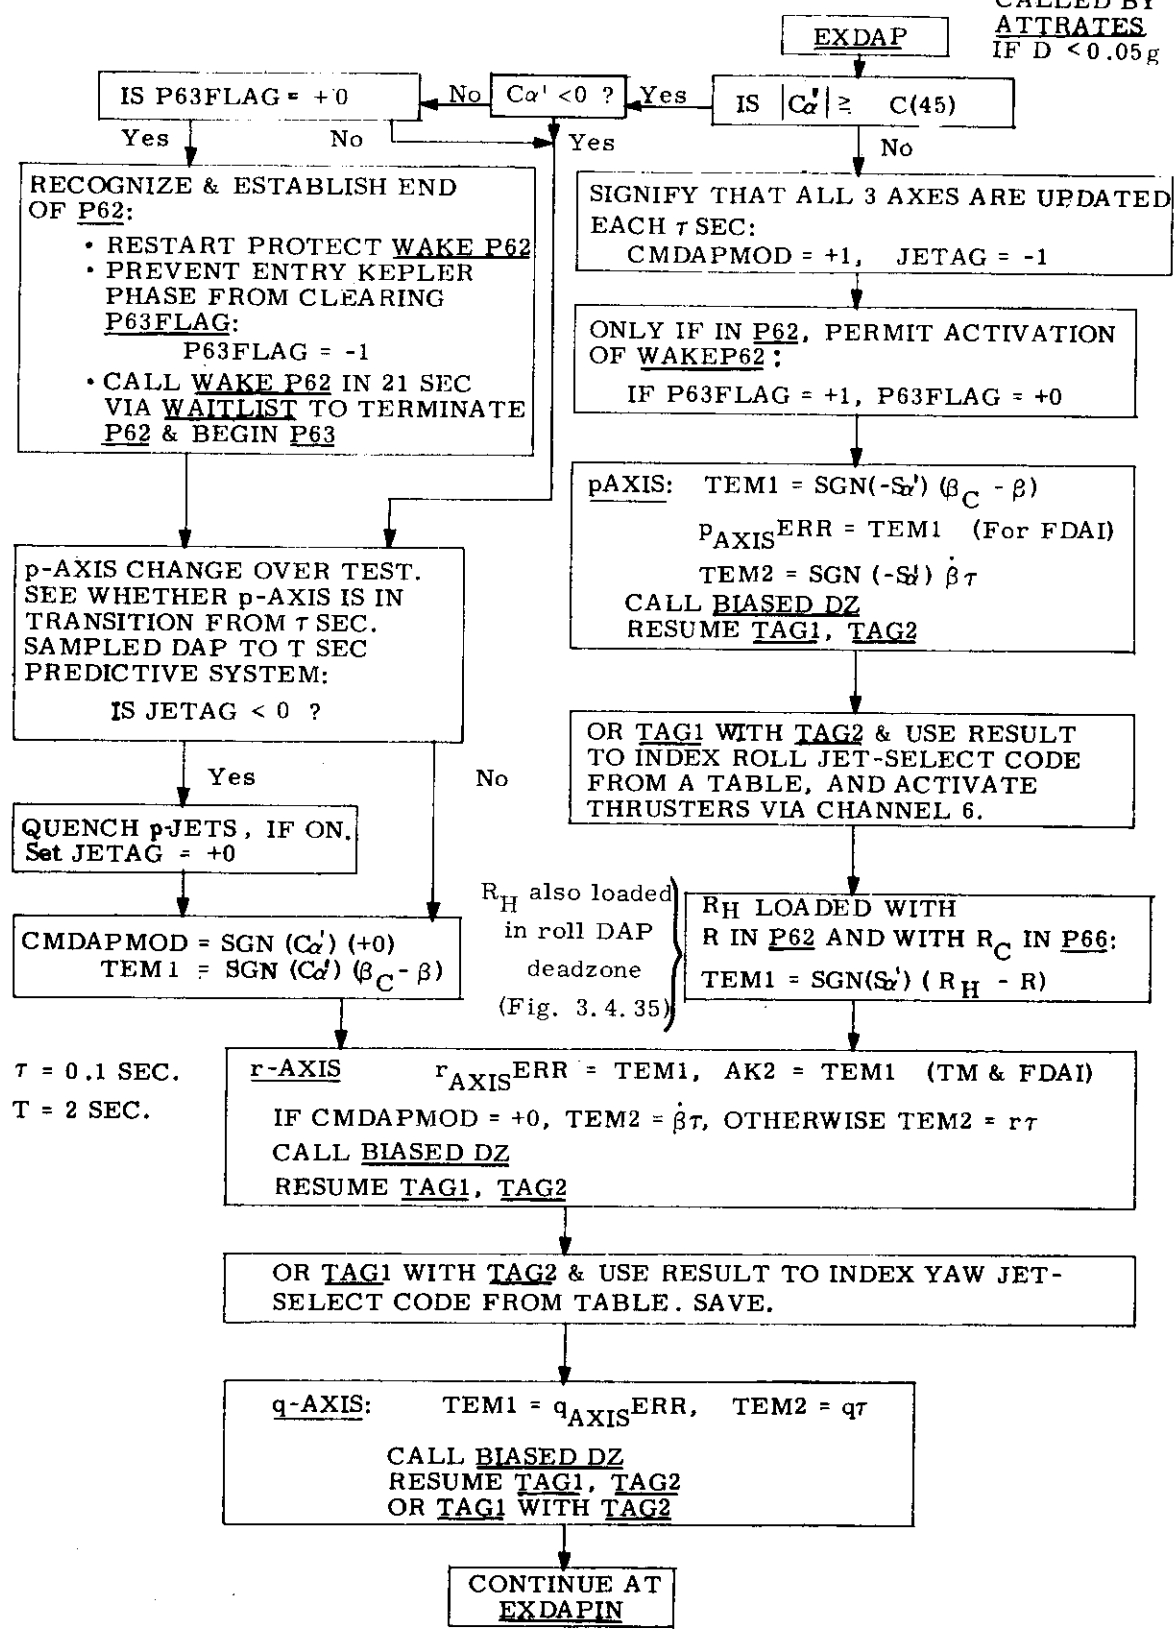 CALLED BY
ATTRATES
IF D < 0.05g
EXDAP
IS |Cα'| ≥ C(45)
Yes
No
Cα' < 0 ?
No
Yes
IS P63FLAG = +0
Yes
No
RECOGNIZE & ESTABLISH END
OF P62:
• RESTART PROTECT WAKE P62
• PREVENT ENTRY KEPLER
PHASE FROM CLEARING
P63FLAG:
P63FLAG = -1
• CALL WAKE P62 IN 21 SEC
VIA WAITLIST TO TERMINATE
P62 & BEGIN P63
p-AXIS CHANGE OVER TEST.
SEE WHETHER p-AXIS IS IN
TRANSITION FROM τ SEC.
SAMPLED DAP TO T SEC
PREDICTIVE SYSTEM:
IS JETAG < 0 ?
Yes
No
QUENCH p-JETS, IF ON.
Set JETAG = +0
CMDAPMOD = SGN (Cα') (+0)
TEM1 = SGN (Cα') (βC - β)
SIGNIFY THAT ALL 3 AXES ARE UPDATED
EACH τ SEC:
CMDAPMOD = +1, JETAG = -1
ONLY IF IN P62, PERMIT ACTIVATION
OF WAKEP62:
IF P63FLAG = +1, P63FLAG = +0
pAXIS: TEM1 = SGN(-Sα') (βC - β)
pAXISERR = TEM1 (For FDAI)
TEM2 = SGN (-Sα') β̇τ
CALL BIASED DZ
RESUME TAG1, TAG2
OR TAG1 WITH TAG2 & USE RESULT
TO INDEX ROLL JET-SELECT CODE
FROM A TABLE, AND ACTIVATE
THRUSTERS VIA CHANNEL 6.
RH also loaded
in roll DAP
deadzone
(Fig. 3.4.35)
RH LOADED WITH
R IN P62 AND WITH RC IN P66:
TEM1 = SGN(Sα') (RH - R)
τ = 0.1 SEC.
T = 2 SEC.
r-AXIS rAXISERR = TEM1, AK2 = TEM1 (TM & FDAI)
IF CMDAPMOD = +0, TEM2 = β̇τ, OTHERWISE TEM2 = rτ
CALL BIASED DZ
RESUME TAG1, TAG2
OR TAG1 WITH TAG2 & USE RESULT TO INDEX YAW JET-
SELECT CODE FROM TABLE. SAVE.
q-AXIS: TEM1 = qAXISERR, TEM2 = qτ
CALL BIASED DZ
RESUME TAG1, TAG2
OR TAG1 WITH TAG2
CONTINUE AT
EXDAPIN